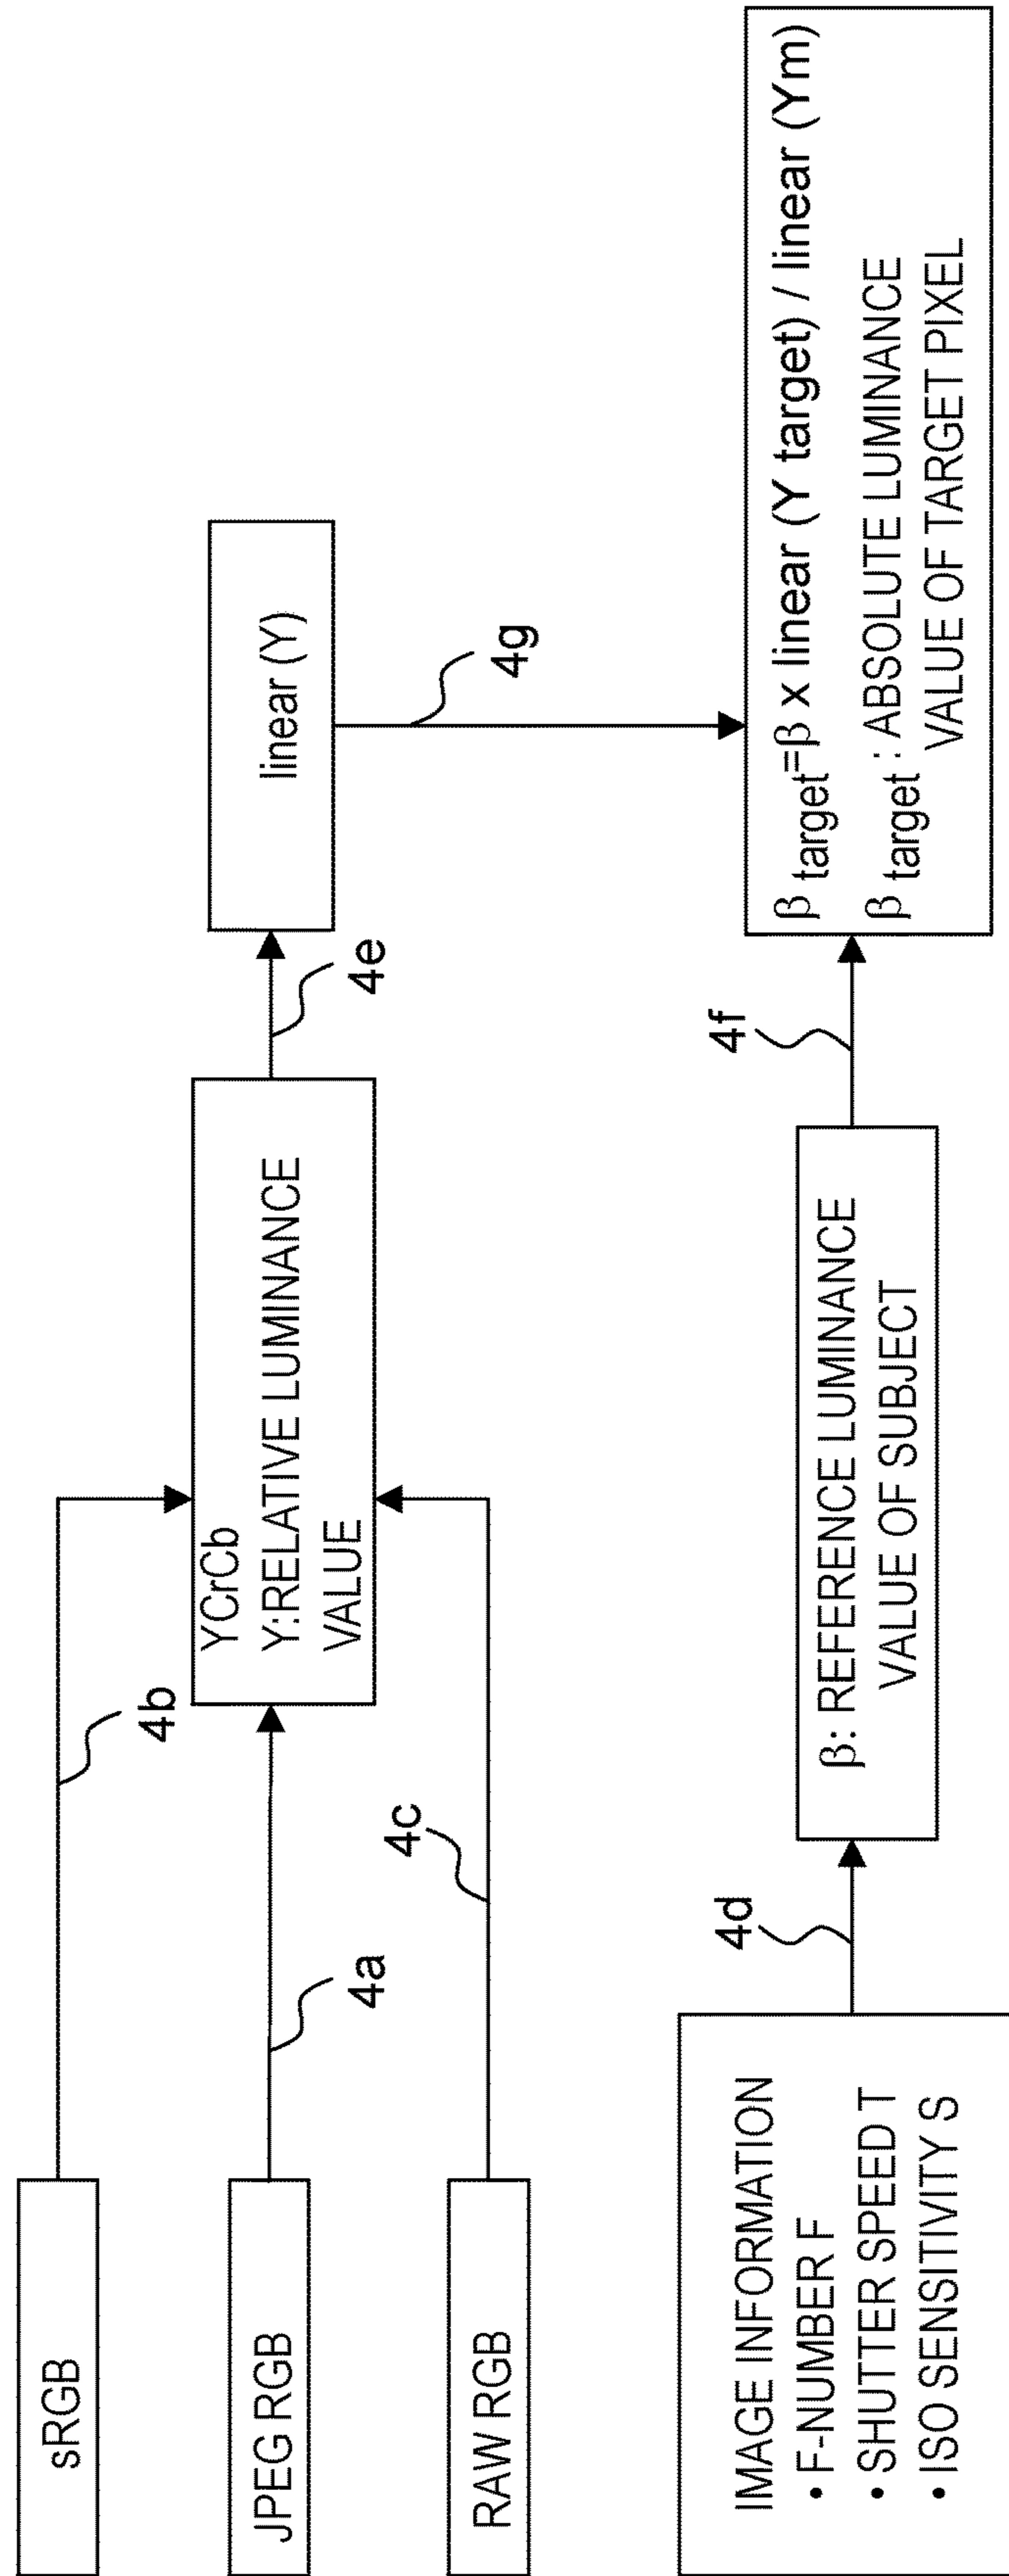 sRGB
4b
JPEG RGB
4a
YCrCb
Y:RELATIVE LUMINANCE
VALUE
4e
linear (Y)
RAW RGB
4c
4g
IMAGE INFORMATION
• F-NUMBER F
• SHUTTER SPEED T
• ISO SENSITIVITY S
4d
β: REFERENCE LUMINANCE
VALUE OF SUBJECT
4f
β target=β x linear (Y target) / linear (Ym)
β target : ABSOLUTE LUMINANCE
VALUE OF TARGET PIXEL